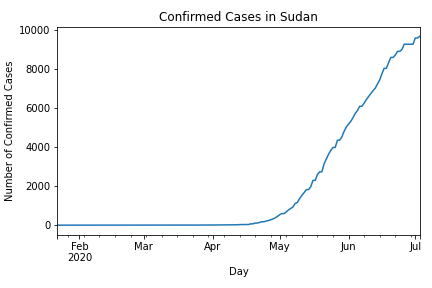 Confirmed Cases in Sudan
Number of Confirmed Cases
10000
8000
6000
4000
2000
0
Feb Mar Apr May Jun Jul
2020
Day